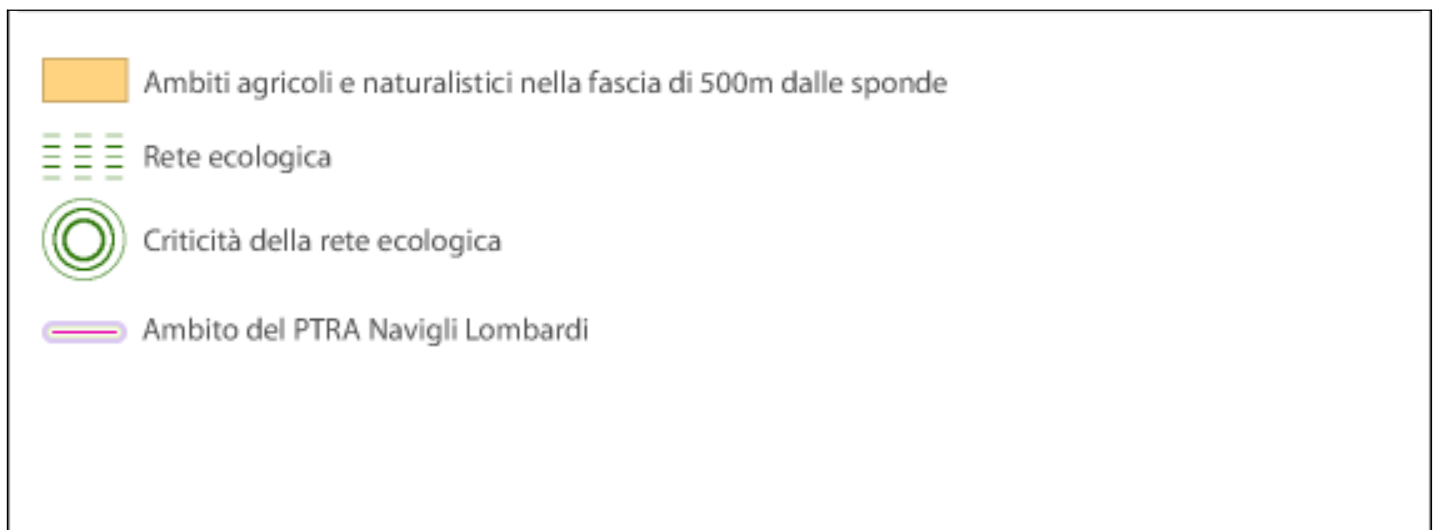 Ambiti agricoli e naturalistici nella fascia di 500m dalle sponde
Rete ecologica
Criticità della rete ecologica
Ambito del PTRA Navigli Lombardi